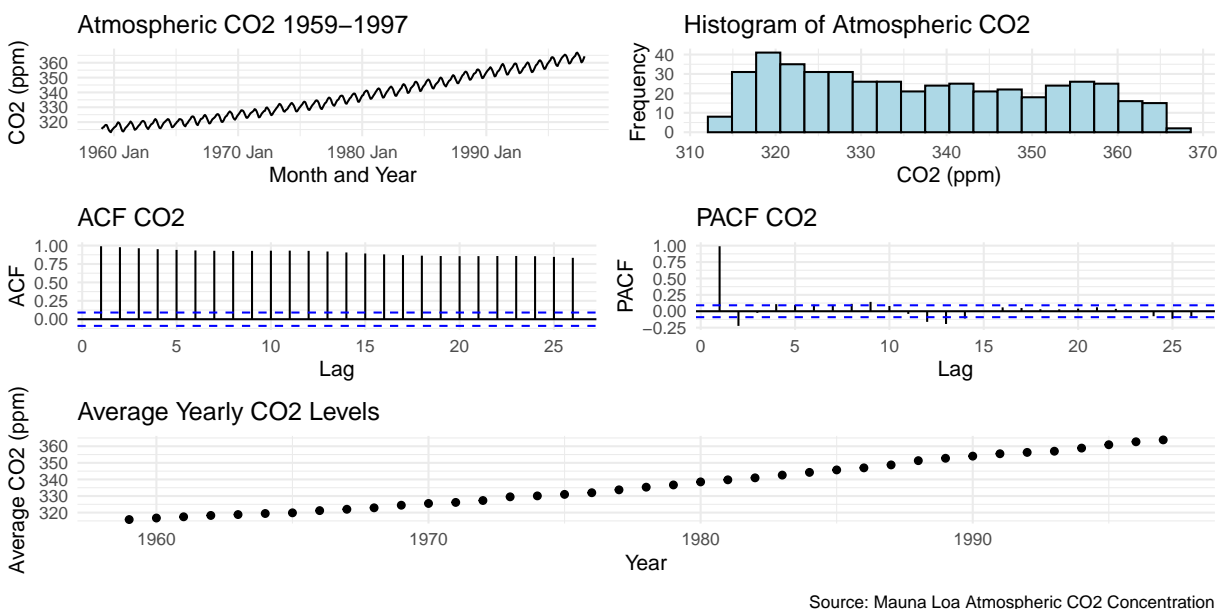 Atmospheric CO2 1959−1997
CO2 (ppm)
360
350
340
330
320
1960 Jan 1970 Jan 1980 Jan 1990 Jan
Month and Year
Histogram of Atmospheric CO2
Frequency
40
30
20
10
0
310 320 330 340 350 360 370
CO2 (ppm)
ACF CO2
ACF
1.00
0.75
0.50
0.25
0.00
0 5 10 15 20 25
Lag
PACF CO2
PACF
1.00
0.75
0.50
0.25
0.00
−0.25
0 5 10 15 20 25
Lag
Average Yearly CO2 Levels
Average CO2 (ppm)
360
350
340
330
320
1960 1970 1980 1990
Year
Source: Mauna Loa Atmospheric CO2 Concentration